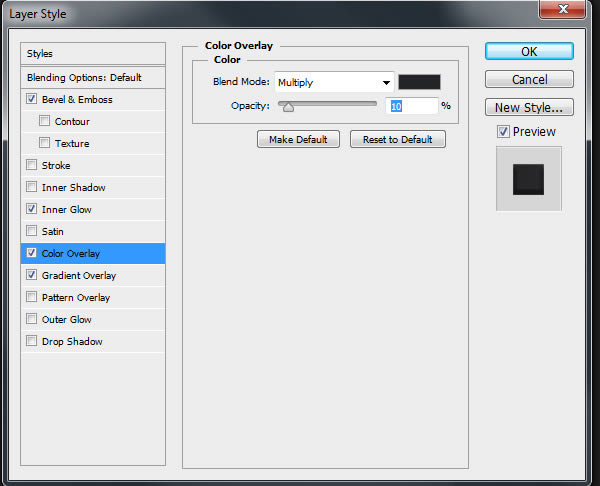 Layer Style
Styles
Blending Options: Default
Bevel & Emboss
Contour
Texture
Stroke
Inner Shadow
Inner Glow
Satin
Color Overlay
Gradient Overlay
Pattern Overlay
Outer Glow
Drop Shadow
Color Overlay
Color
Blend Mode: Multiply
Opacity: 10 %
Make Default Reset to Default
OK
Cancel
New Style...
Preview